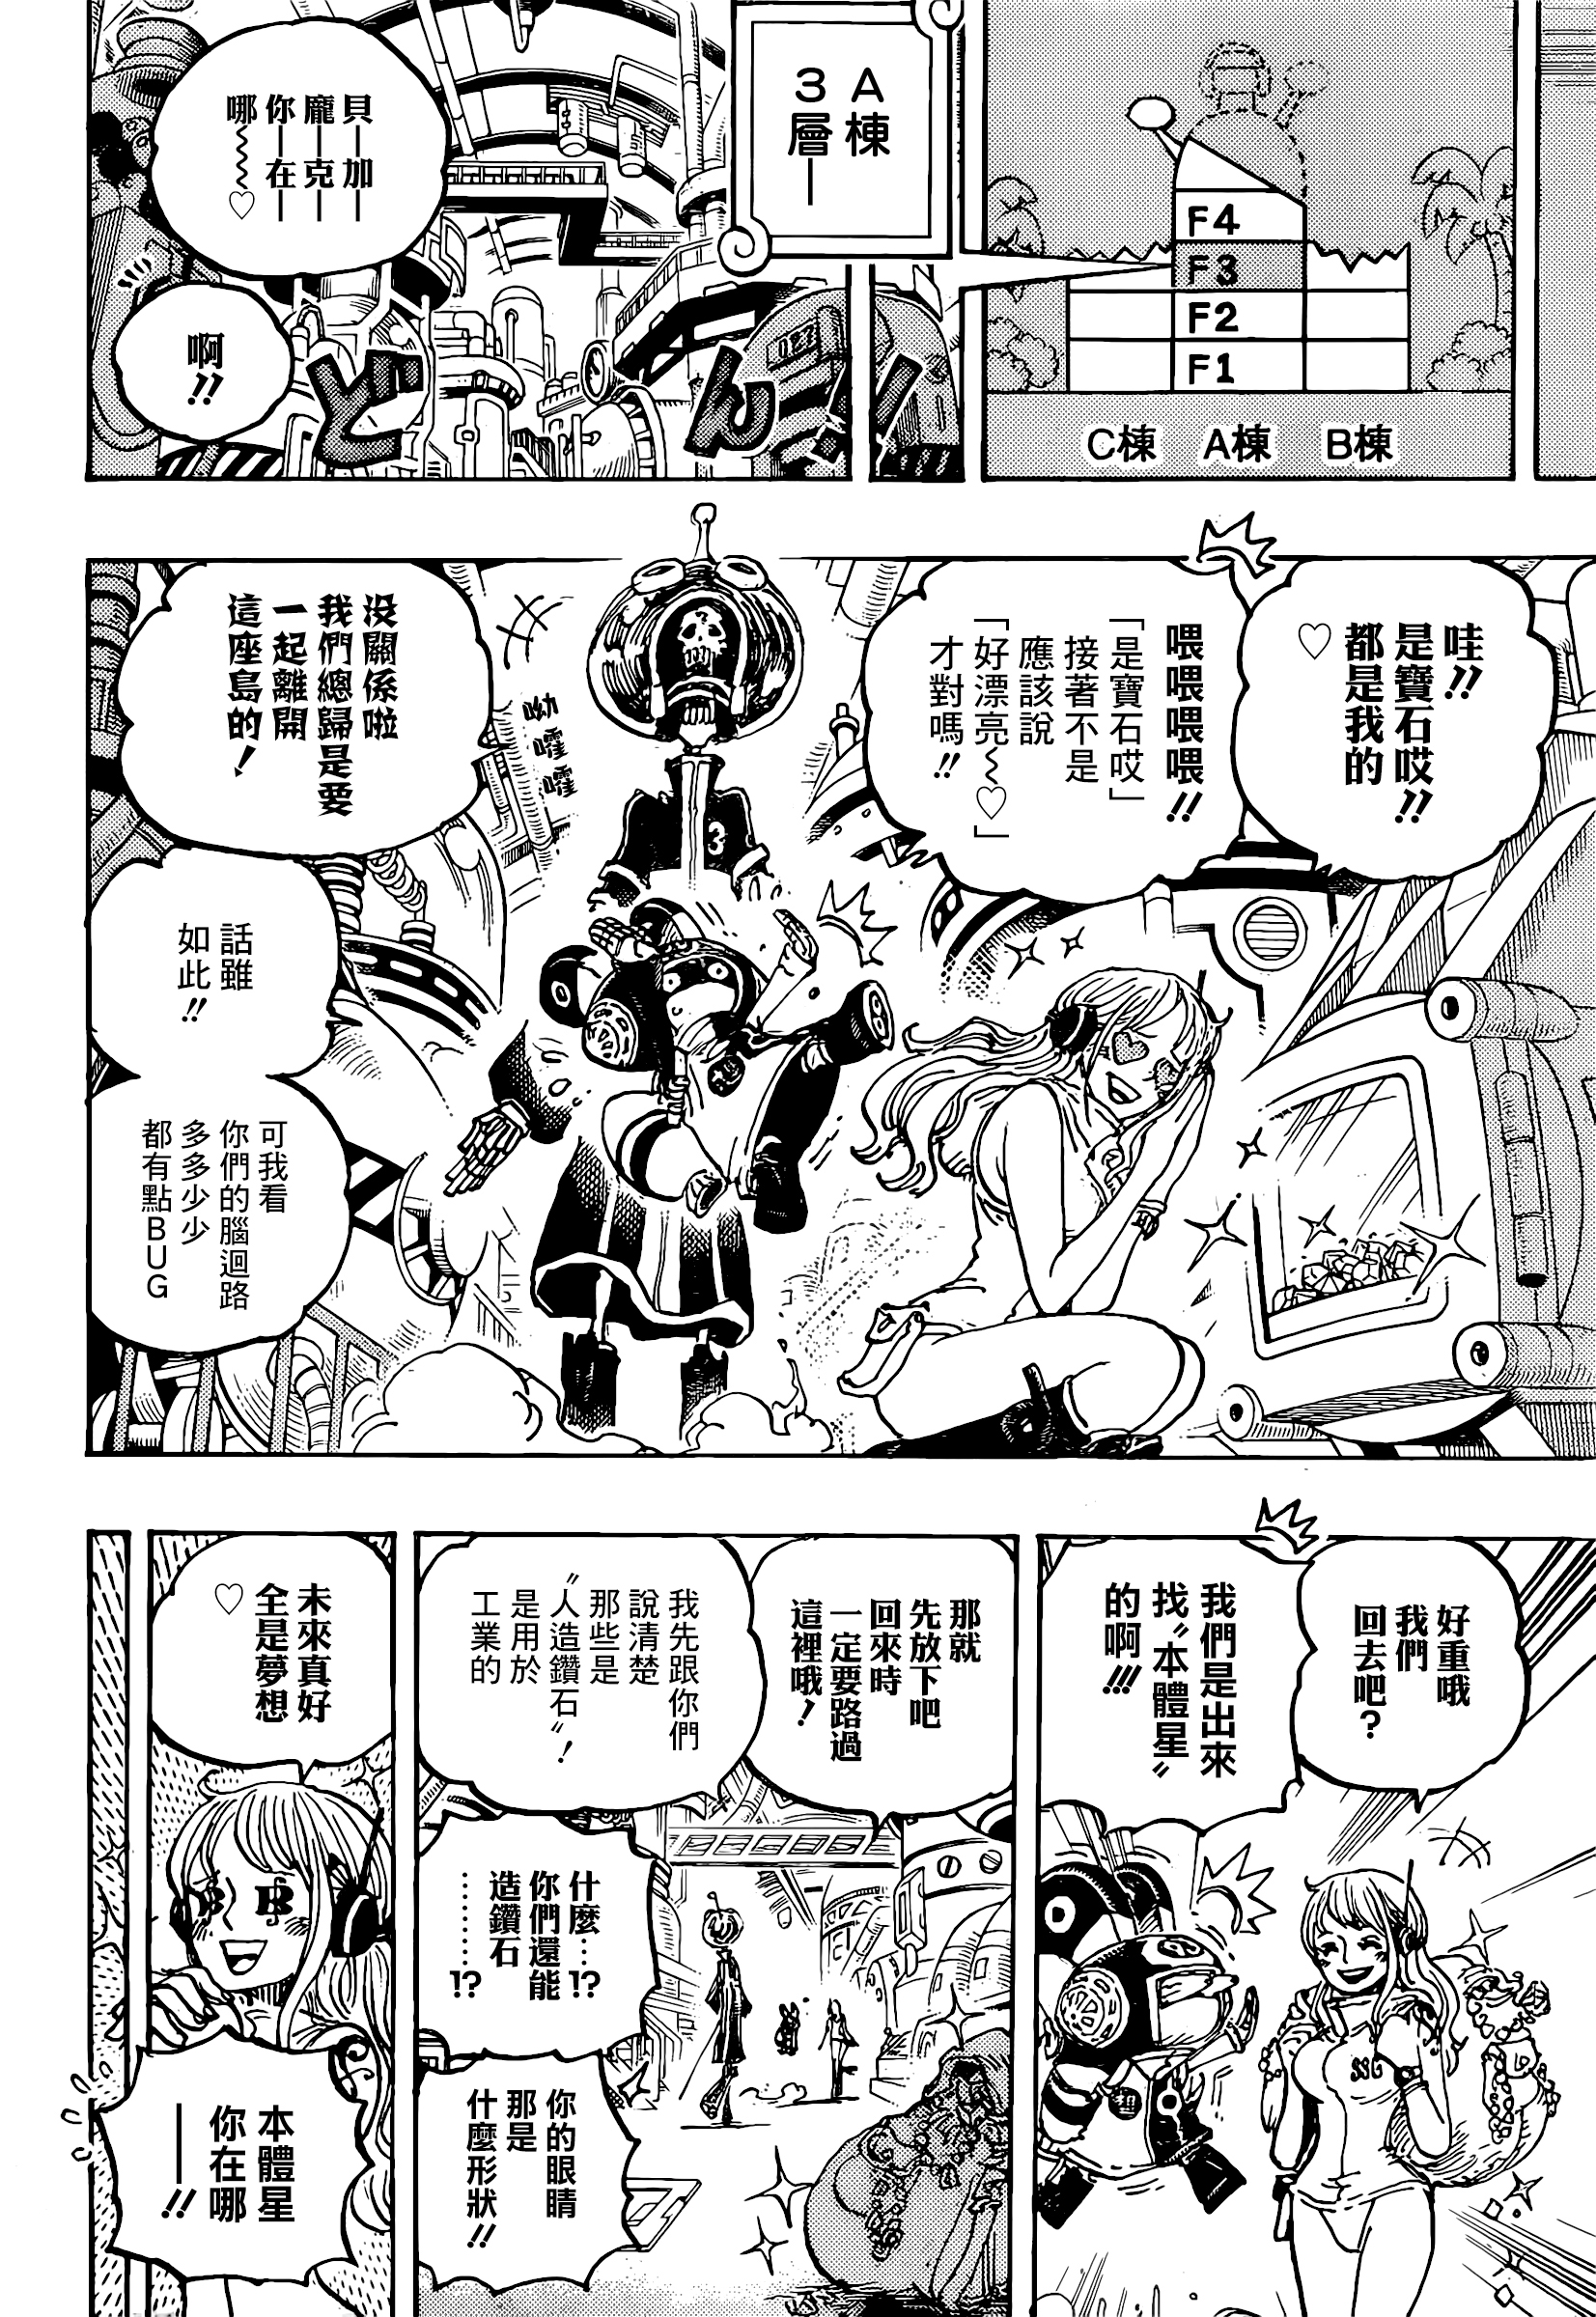 F4
F3
F2
F1
C棟
A棟
B棟
A棟
3層—
貝—加—
龐—克—
你—在—
哪～～～♡
啊!!
どん!!
哇!!
是寶石哎!!
都是我的
♡
喂喂喂喂!!
「是寶石哎」
接著不是
應該說
「好漂亮～♡」
才對嗎!!
呦嚯嚯
沒關係啦
我們總歸是要
一起離開
這座島的!
話雖
如此!!
可我看
你們的腦迴路
多多少少
都有點BUG
好重哦
我們
回去吧?
我們是出來
找〝本體星〞
的啊!!!
那就
先放下吧
回來時
一定要路過
這裡哦!
我先跟你們
說清楚
那些是
〝人造鑽石〞!
是用於
工業的
什麼…!?
你們還能
造鑽石
………!?
你的眼睛
那是
什麼形狀!!
未來真好
全是夢想
♡
本體星
你在哪
——!!